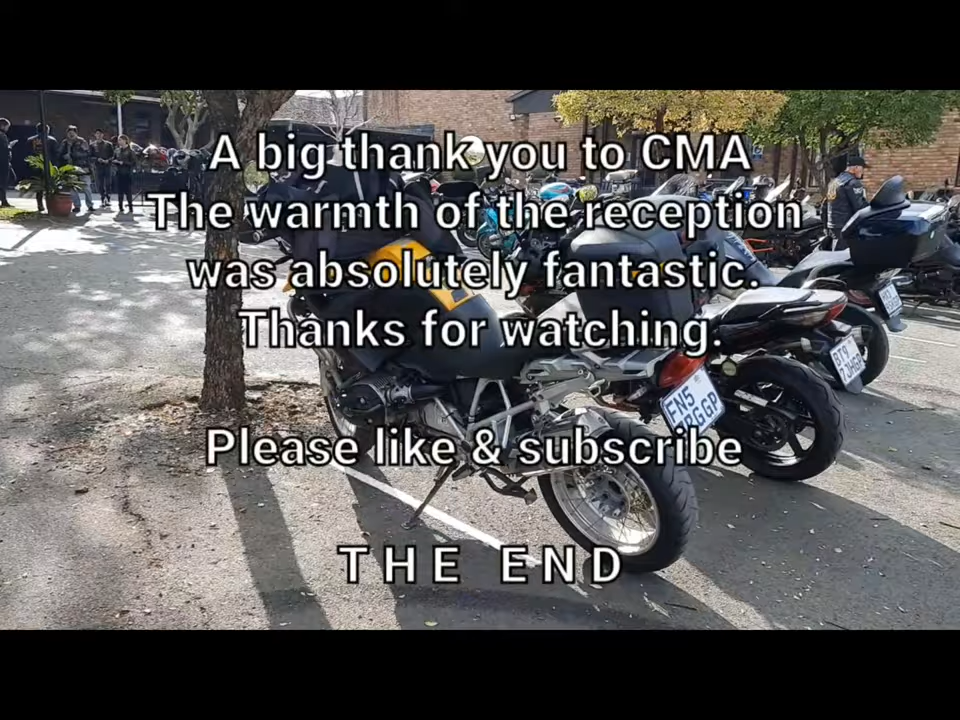 A big thank you to CMA
The warmth of the reception
was absolutely fantastic.
Thanks for watching.
Please like & subscribe
THE END
FN5